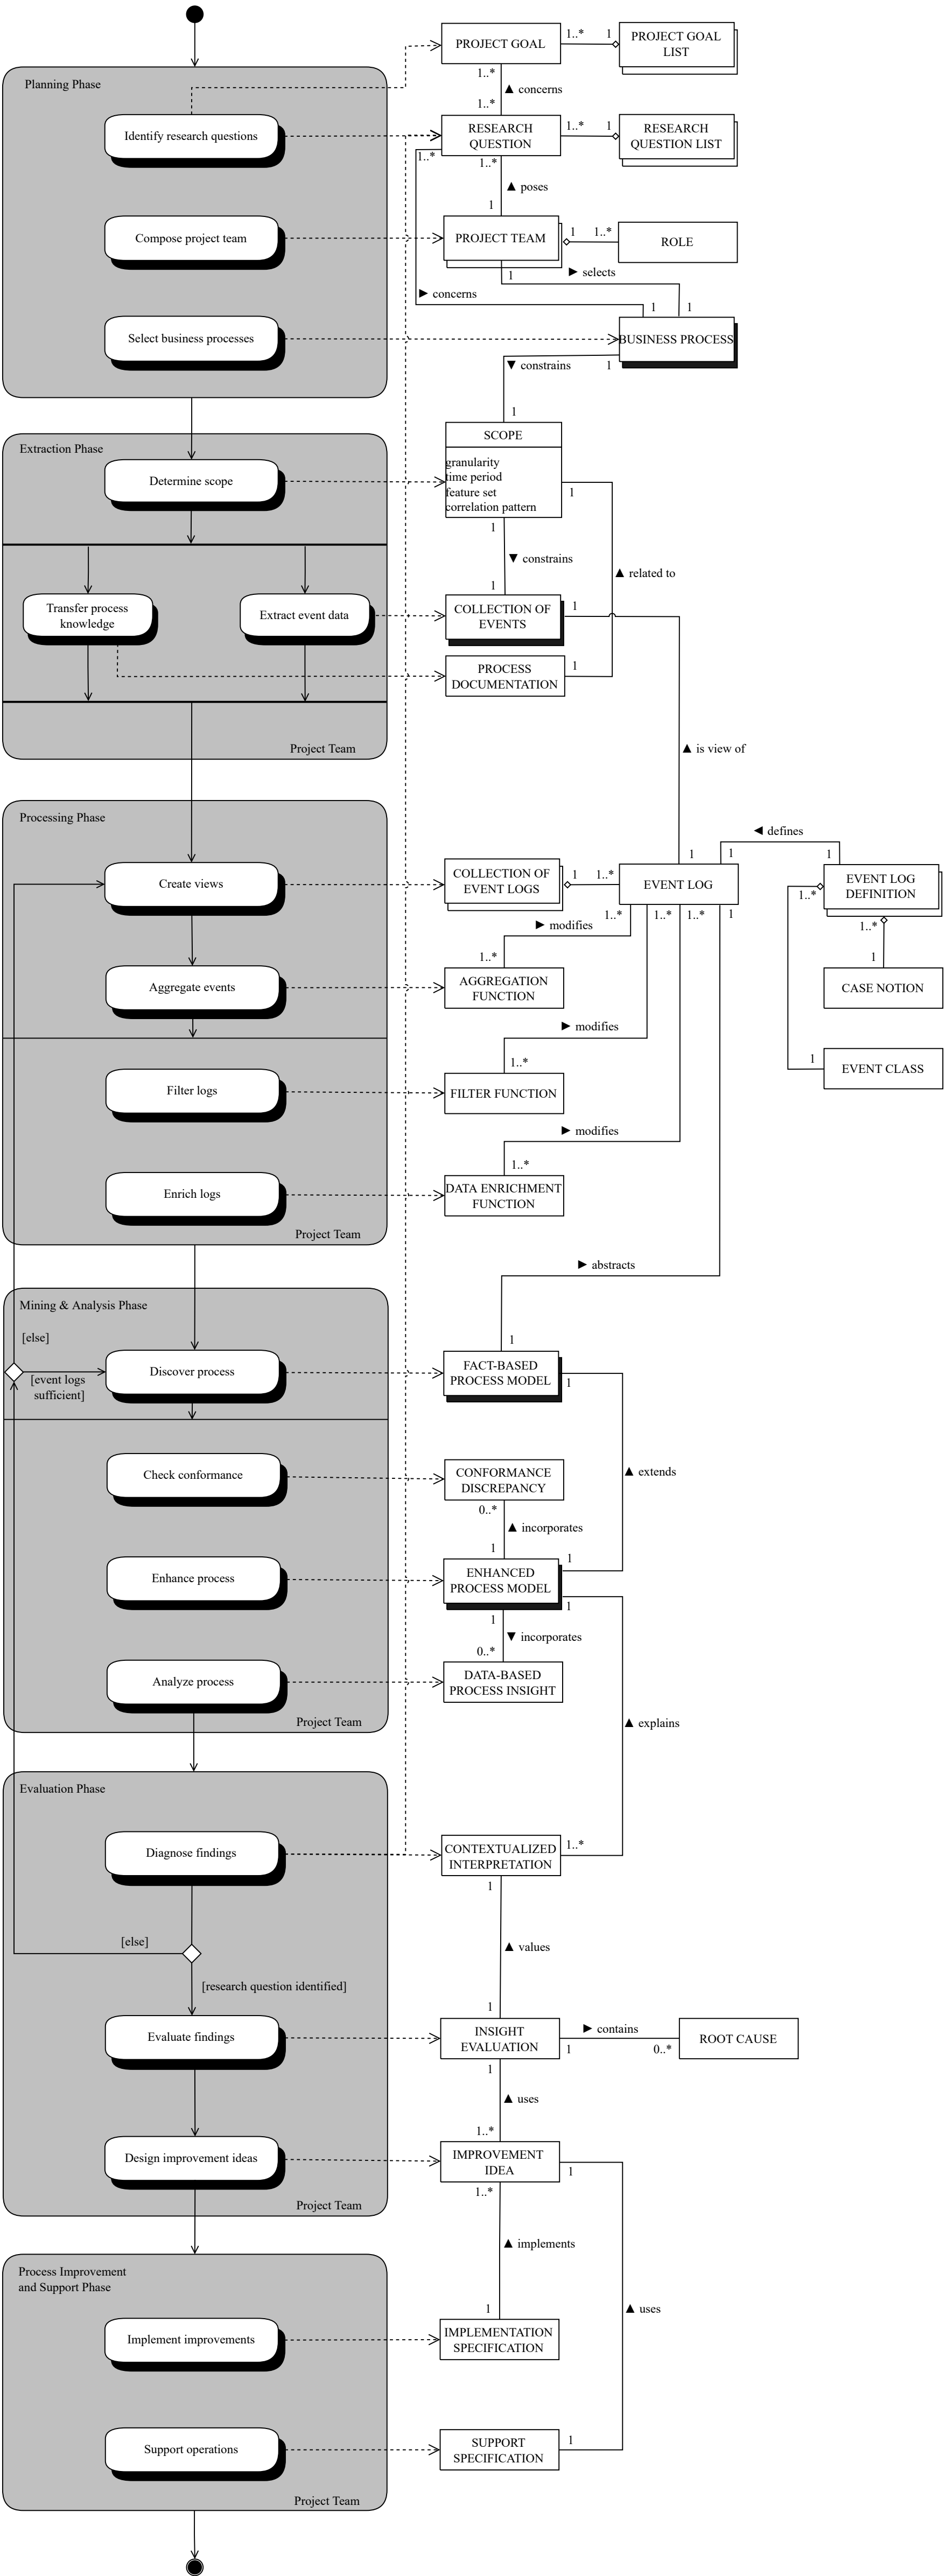 PROJECT GOAL
1..*
1
PROJECT GOAL
LIST
Planning Phase
1..*
▲ concerns
1..*
Identify research questions
RESEARCH
QUESTION
1..*
1
RESEARCH
QUESTION LIST
1..*
1..*
▲ poses
1
Compose project team
PROJECT TEAM
1
1..*
ROLE
1
► selects
► concerns
1
1
Select business processes
BUSINESS PROCESS
▼ constrains
1
1
Extraction Phase
SCOPE
granularity
time period
feature set
correlation pattern
Determine scope
1
1
▼ constrains
▲ related to
1
Transfer process
knowledge
Extract event data
COLLECTION OF
EVENTS
1
PROCESS
DOCUMENTATION
1
Project Team
▲ is view of
Processing Phase
◄ defines
1
1
1
Create views
COLLECTION OF
EVENT LOGS
1
1..*
EVENT LOG
EVENT LOG
DEFINITION
1..*
1..*
1..*
1..*
1..*
1
► modifies
1..*
1
Aggregate events
AGGREGATION
FUNCTION
CASE NOTION
► modifies
1..*
1
EVENT CLASS
Filter logs
FILTER FUNCTION
► modifies
1..*
Enrich logs
DATA ENRICHMENT
FUNCTION
Project Team
► abstracts
Mining & Analysis Phase
[else]
1
Discover process
[event logs
sufficient]
FACT-BASED
PROCESS MODEL
1
Check conformance
CONFORMANCE
DISCREPANCY
▲ extends
0..*
▲ incorporates
1
1
Enhance process
ENHANCED
PROCESS MODEL
1
1
▼ incorporates
0..*
Analyze process
DATA-BASED
PROCESS INSIGHT
Project Team
▲ explains
Evaluation Phase
Diagnose findings
CONTEXTUALIZED
INTERPRETATION
1..*
1
[else]
▲ values
[research question identified]
1
Evaluate findings
INSIGHT
EVALUATION
► contains
1
0..*
ROOT CAUSE
1
▲ uses
1..*
Design improvement ideas
IMPROVEMENT
IDEA
1
1..*
Project Team
▲ implements
Process Improvement
and Support Phase
1
▲ uses
Implement improvements
IMPLEMENTATION
SPECIFICATION
Support operations
SUPPORT
SPECIFICATION
1
Project Team